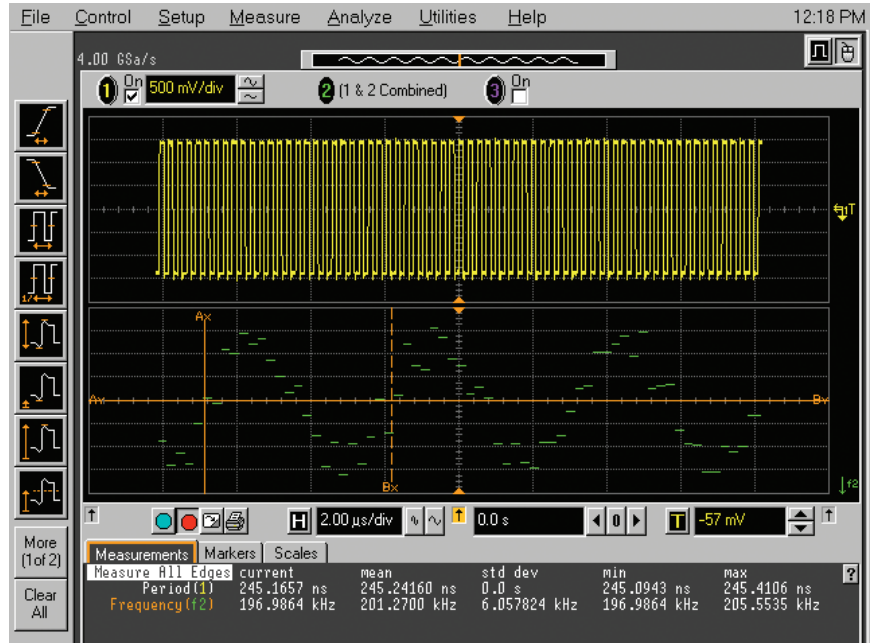 File Control Setup Measure Analyze Utilities Help 12:18 PM
4.00 GSa/s
1 On 500 mV/div 2 (1 & 2 Combined) 3 On
1T
1/
Ax
Ay
Bx
f2
H 2.00 µs/div T 0.0 s 0 T -57 mV
More
(1of 2)
Clear
All
Measurements Markers Scales
Measure All Edges current mean std dev min max ?
Period(1) 245.1657 ns 245.24160 ns 0.0 s 245.0943 ns 245.4106 ns
Frequency(f2) 196.9864 kHz 201.2700 kHz 6.057824 kHz 196.9864 kHz 205.5535 kHz